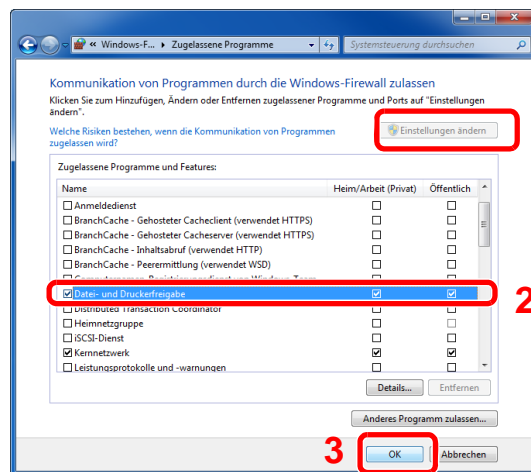 « Windows-F... ▸ Zugelassene Programme
Systemsteuerung durchsuchen
Kommunikation von Programmen durch die Windows-Firewall zulassen
Klicken Sie zum Hinzufügen, Ändern oder Entfernen zugelassener Programme und Ports auf "Einstellungen
ändern".
Welche Risiken bestehen, wenn die Kommunikation von Programmen
zugelassen wird?
Einstellungen ändern
Zugelassene Programme und Features:
Name Heim/Arbeit (Privat) Öffentlich
Anmeldedienst
BranchCache - Gehosteter Cacheclient (verwendet HTTPS)
BranchCache - Gehosteter Cacheserver (verwendet HTTPS)
BranchCache - Inhaltsabruf (verwendet HTTP)
BranchCache - Peerermittlung (verwendet WSD)
Datei- und Druckerfreigabe
2
Distributed Transaction Coordinator
Heimnetzgruppe
iSCSI-Dienst
Kernnetzwerk
Leistungsprotokolle und -warnungen
Details... Entfernen
Anderes Programm zulassen...
3
OK Abbrechen